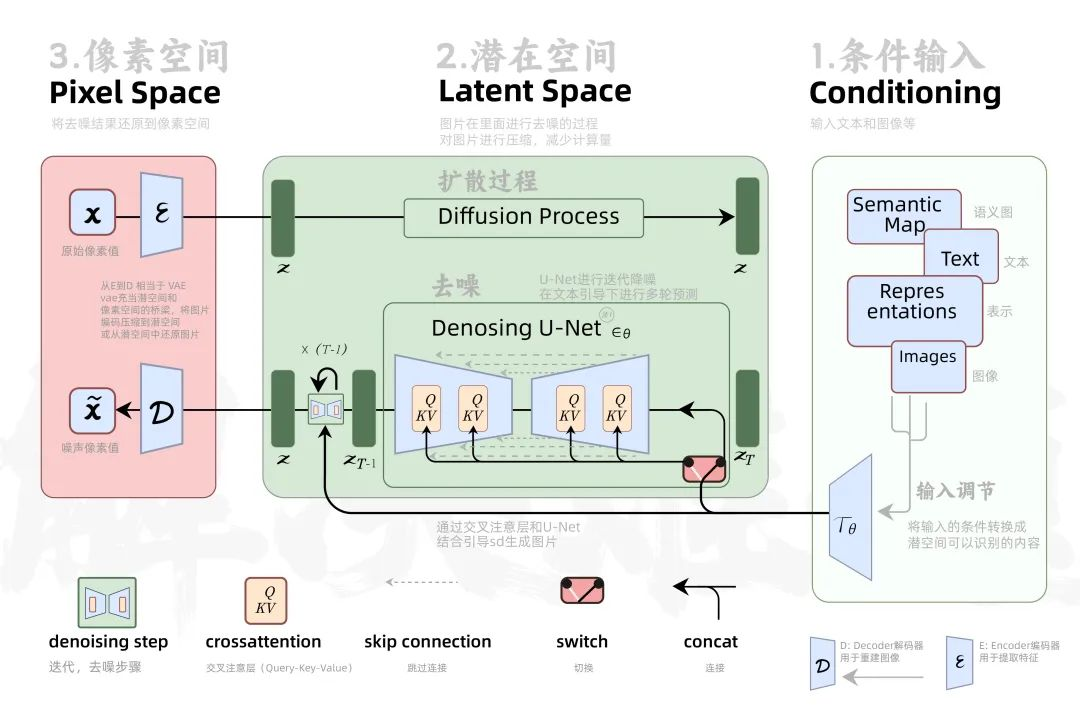 3.像素空间
Pixel Space
将去噪结果还原到像素空间
2.潜在空间
Latent Space
图片在里面进行去噪的过程
对图片进行压缩，减少计算量
1.条件输入
Conditioning
输入文本和图像等
x
ℰ
原始像素值
从E到D 相当于 VAE
vae充当潜空间和
像素空间的桥梁，将图片
编码压缩到潜空间
或从潜空间中还原图片
x̃
𝒟
噪声像素值
扩散过程
Diffusion Process
z
z
去噪
U-Net进行迭代降噪
在文本引导下进行多轮预测
Denosing U-Net ∈θ
x (T-1)
Q
KV
Q
KV
Q
KV
Q
KV
z
zT-1
zT
通过交叉注意层和U-Net
结合引导sd生成图片
Semantic
Map
语义图
Text
文本
Repres
entations
表示
Images
图像
Tθ
输入调节
将输入的条件转换成
潜空间可以识别的内容
denoising step
迭代，去噪步骤
Q
KV
crossattention
交叉注意层（Query-Key-Value）
skip connection
跳过连接
switch
切换
concat
连接
𝒟
D: Decoder解码器
用于重建图像
ℰ
E: Encoder编码器
用于提取特征